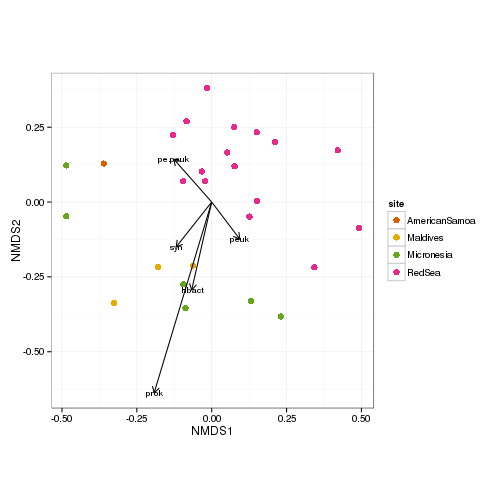 0.25
0.00
-0.25
-0.50
NMDS2
-0.50
-0.25
0.00
0.25
0.50
NMDS1
pe.peuk
peuk
syn
hbact
prok
site
AmericanSamoa
Maldives
Micronesia
RedSea